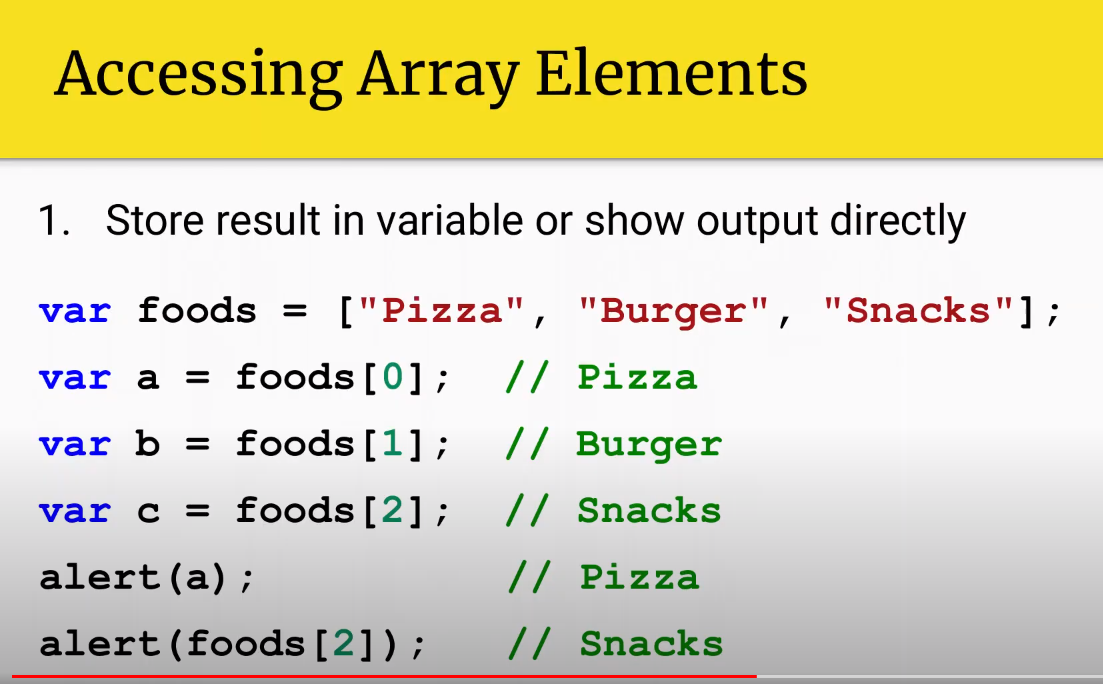 Accessing Array Elements
1. Store result in variable or show output directly
var foods = ["Pizza", "Burger", "Snacks"];
var a = foods[0]; // Pizza
var b = foods[1]; // Burger
var c = foods[2]; // Snacks
alert(a); // Pizza
alert(foods[2]); // Snacks